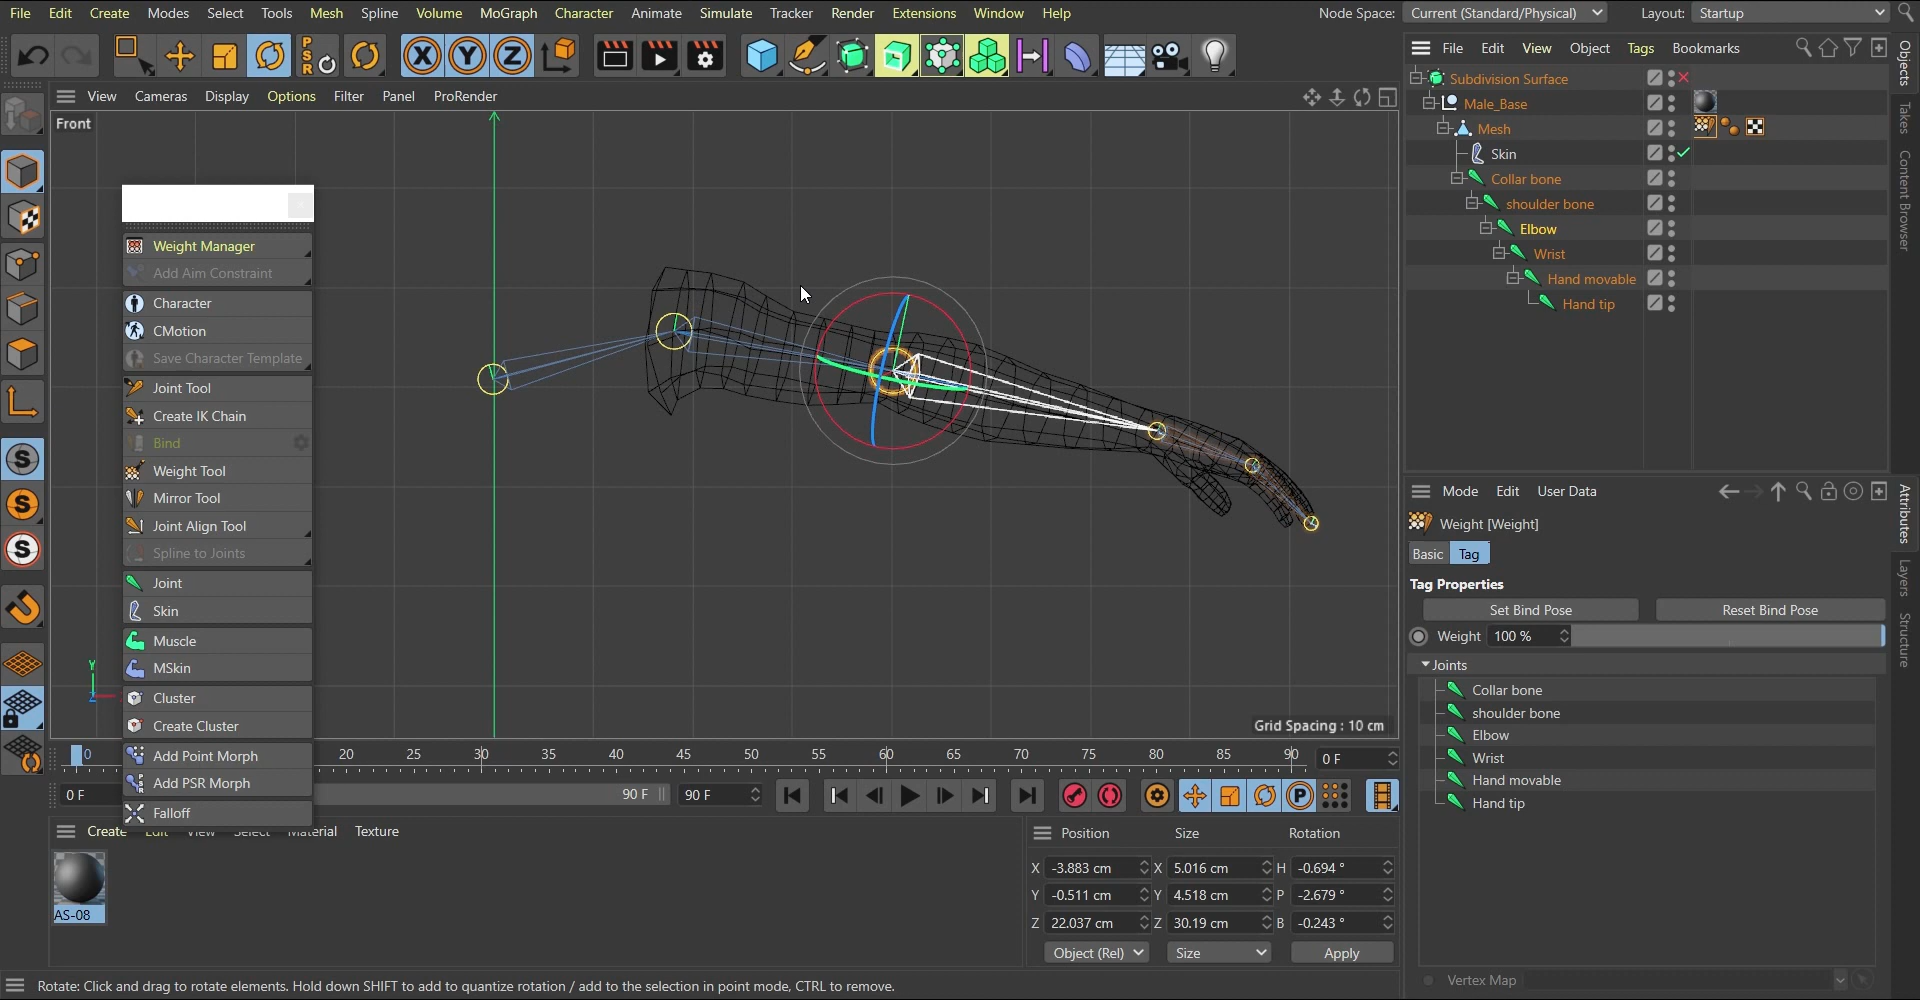 File Edit Create Modes Select Tools Mesh Spline Volume MoGraph Character Animate Simulate Tracker Render Extensions Window Help Node Space: Current (Standard/Physical) Layout: Startup
PSR X Y Z
File Edit View Object Tags Bookmarks
View Cameras Display Options Filter Panel ProRender
Front
Subdivision Surface
Male_Base
Mesh
Skin
Collar bone
shoulder bone
Elbow
Wrist
Hand movable
Hand tip
Objects
Takes
Content Browser
Weight Manager
Add Aim Constraint
Character
CMotion
Save Character Template
Joint Tool
Create IK Chain
Bind
Weight Tool
Mirror Tool
Joint Align Tool
Spline to Joints
Joint
Skin
Muscle
MSkin
Cluster
Create Cluster
Add Point Morph
Add PSR Morph
Falloff
S
S
S
Y
Z
Grid Spacing : 10 cm
Mode Edit User Data
Weight [Weight]
Basic Tag
Tag Properties
Set Bind Pose Reset Bind Pose
Weight 100 %
Joints
Collar bone
shoulder bone
Elbow
Wrist
Hand movable
Hand tip
Vertex Map
Attributes
Layers
Structure
0 20 25 30 35 40 45 50 55 60 65 70 75 80 85 90 0 F
0 F 90 F 90 F P
Create Edit View Select Material Texture
AS-08
Position Size Rotation
X -3.883 cm X 5.016 cm H -0.694 °
Y -0.511 cm Y 4.518 cm P -2.679 °
Z 22.037 cm Z 30.19 cm B -0.243 °
Object (Rel) Size Apply
Rotate: Click and drag to rotate elements. Hold down SHIFT to add to quantize rotation / add to the selection in point mode, CTRL to remove.